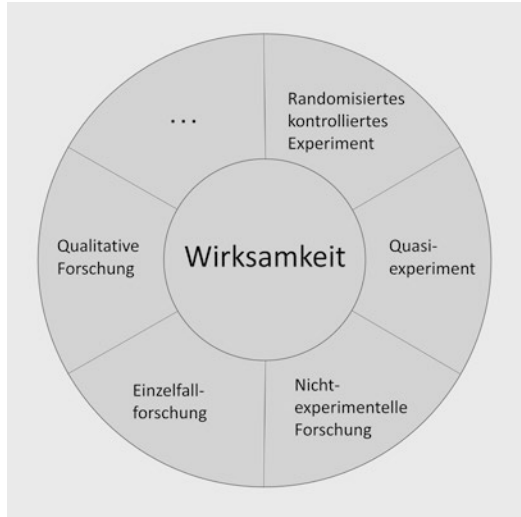 ...
Randomisiertes
kontrolliertes
Experiment
Qualitative
Forschung
Wirksamkeit
Quasi-
experiment
Einzelfall-
forschung
Nicht-
experimentelle
Forschung